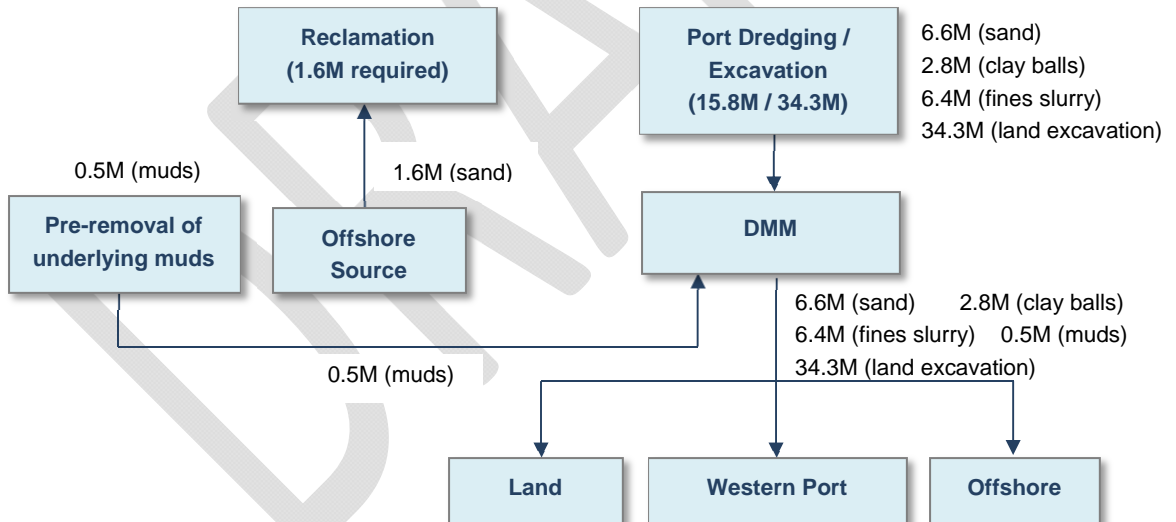 Reclamation
(1.6M required)
Port Dredging /
Excavation
(15.8M / 34.3M)
6.6M (sand)
2.8M (clay balls)
6.4M (fines slurry)
34.3M (land excavation)
0.5M (muds)
1.6M (sand)
Pre-removal of
underlying muds
Offshore
Source
DMM
6.6M (sand) 2.8M (clay balls)
6.4M (fines slurry) 0.5M (muds)
34.3M (land excavation)
0.5M (muds)
Land
Western Port
Offshore